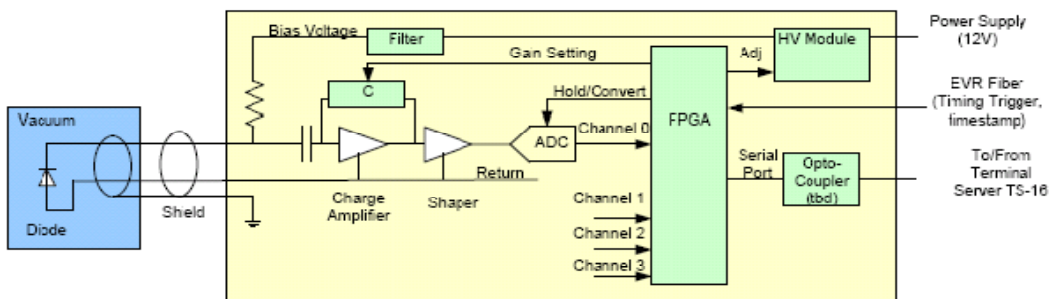 Bias Voltage
Filter
HV Module
Power Supply
(12V)
Gain Setting
Adj
C
Hold/Convert
EVR Fiber
(Timing Trigger,
timestamp)
Vacuum
FPGA
ADC
Channel 0
Serial
Port
Opto-
Coupler
(tbd)
To/From
Terminal
Server TS-16
Return
Diode
Shield
Charge
Amplifier
Shaper
Channel 1
Channel 2
Channel 3